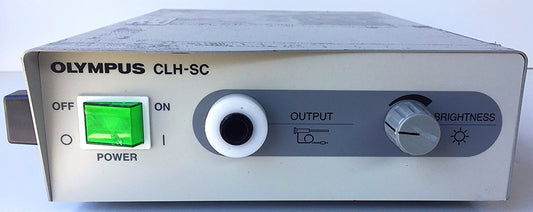 OLYMPUS CLH-SC
OFF ON
O I
POWER
OUTPUT
BRIGHTNESS